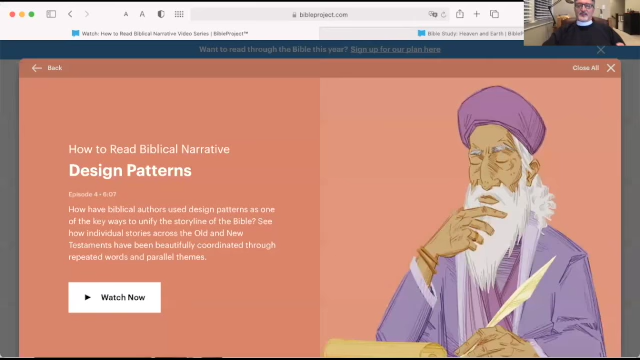 bibleproject.com
Watch: How to Read Biblical Narrative Video Series | BibleProject™
Bible Study: Heaven and Earth | BibleP
Want to read through the Bible this year? Sign up for our plan here
Back
Close All
How to Read Biblical Narrative
Design Patterns
Episode 4 • 6:07
How have biblical authors used design patterns as one
of the key ways to unify the storyline of the Bible? See
how individual stories across the Old and New
Testaments have been beautifully coordinated through
repeated words and parallel themes.
Watch Now